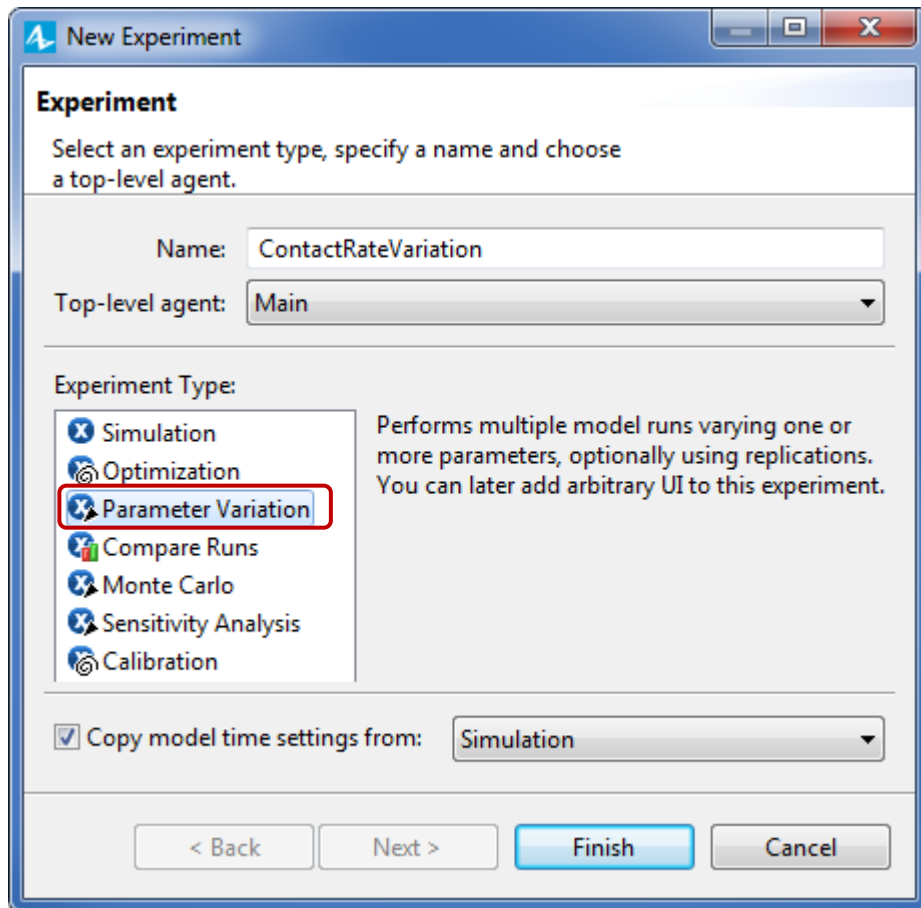 New Experiment
Experiment
Select an experiment type, specify a name and choose
a top-level agent.
Name: ContactRateVariation
Top-level agent: Main
Experiment Type:
Simulation
Optimization
Parameter Variation
Compare Runs
Monte Carlo
Sensitivity Analysis
Calibration
Performs multiple model runs varying one or
more parameters, optionally using replications.
You can later add arbitrary UI to this experiment.
Copy model time settings from: Simulation
< Back Next > Finish Cancel